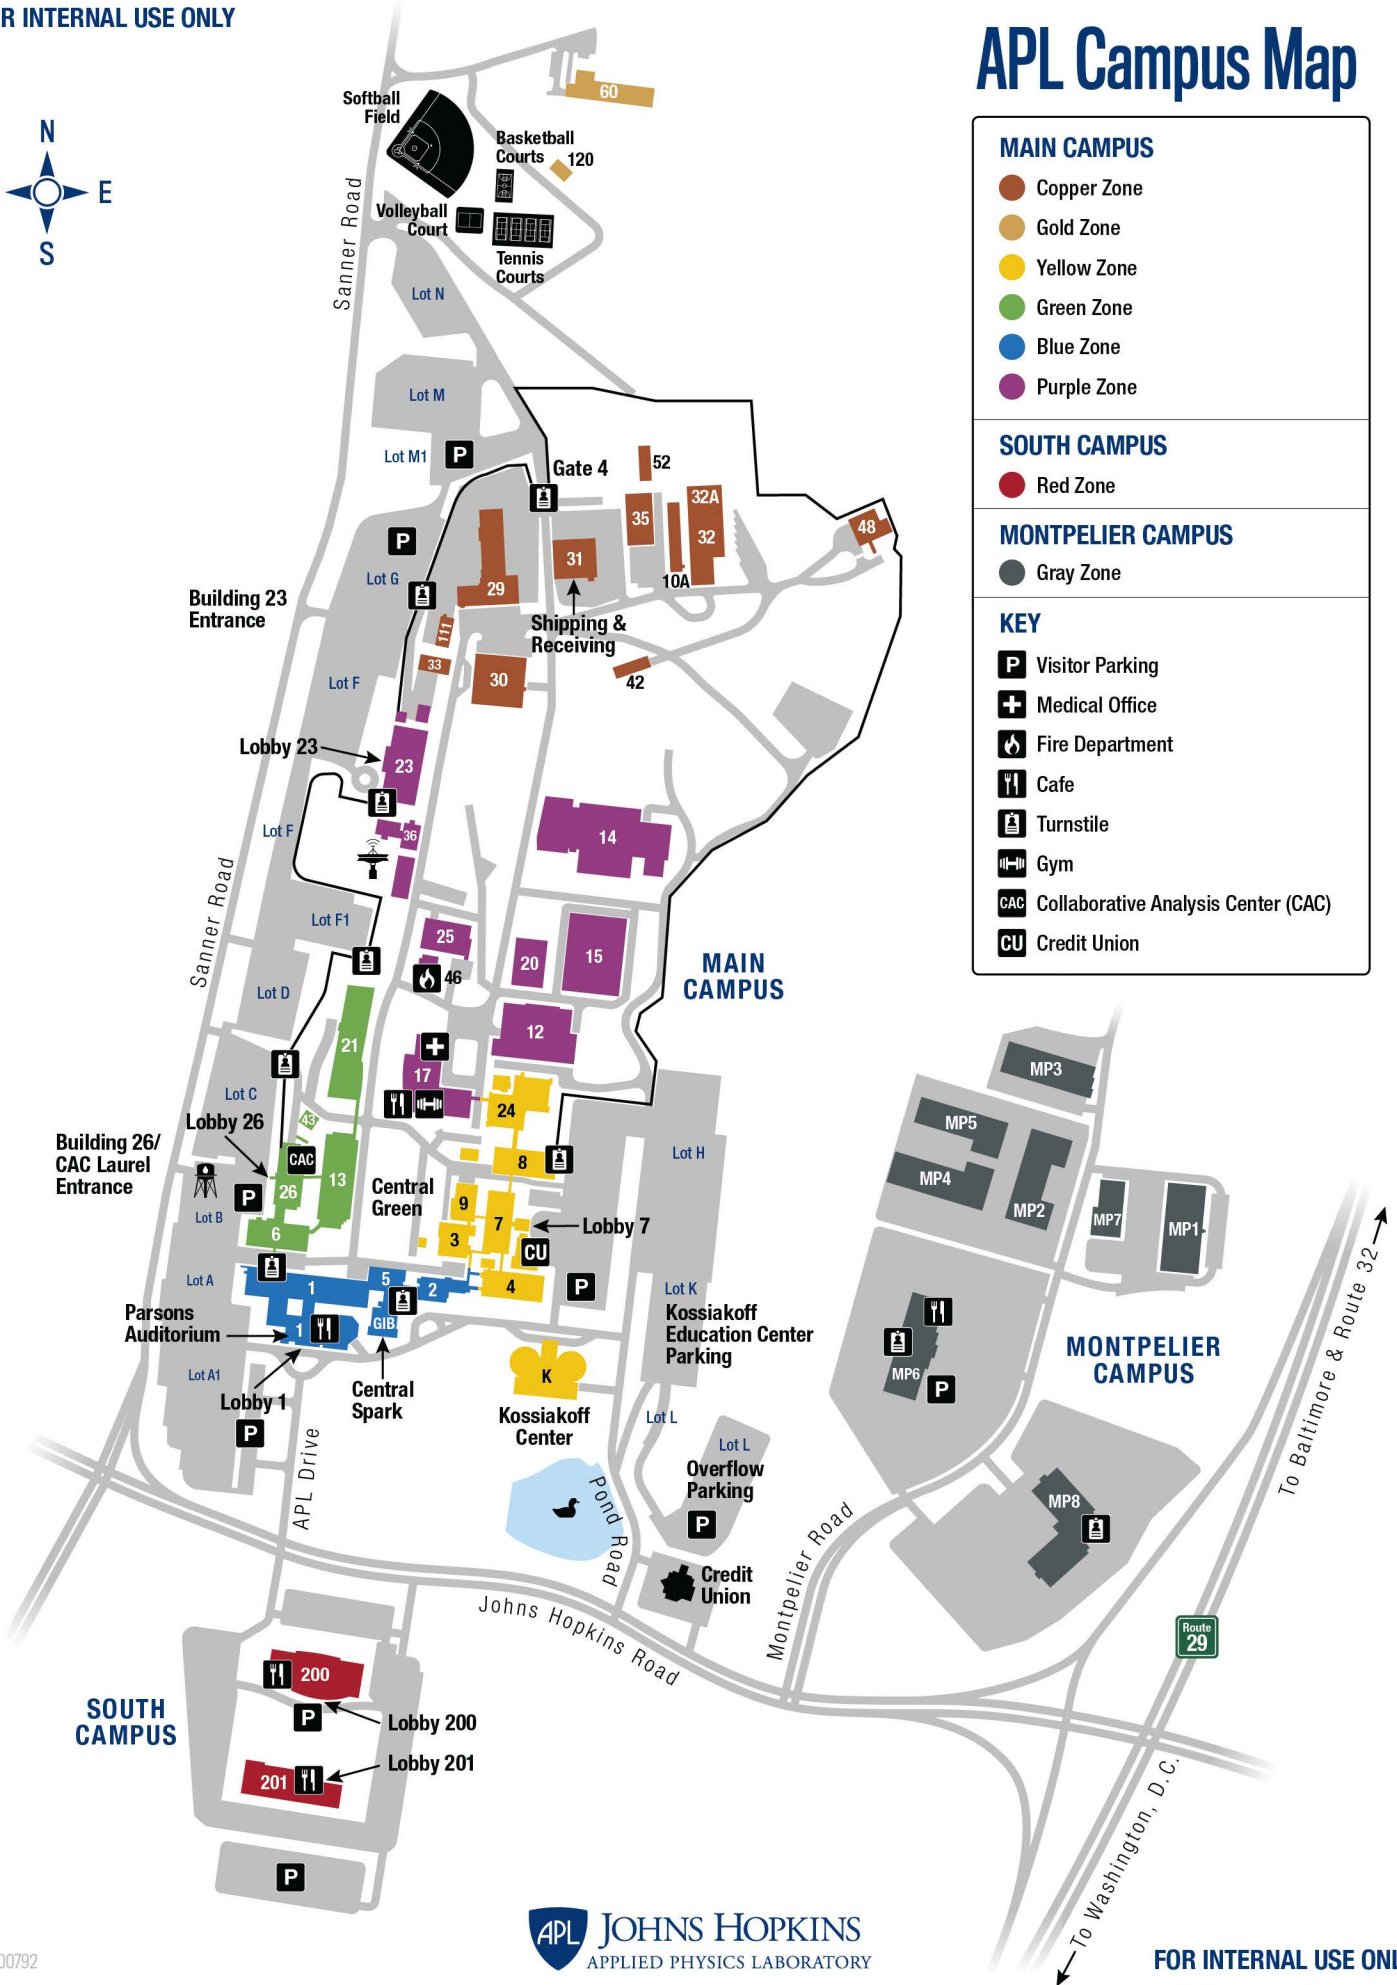 R INTERNAL USE ONLY
APL Campus Map
N
E
S
MAIN CAMPUS
Copper Zone
Gold Zone
Yellow Zone
Green Zone
Blue Zone
Purple Zone
SOUTH CAMPUS
Red Zone
MONTPELIER CAMPUS
Gray Zone
KEY
P Visitor Parking
Medical Office
Fire Department
Cafe
Turnstile
Gym
CAC Collaborative Analysis Center (CAC)
CU Credit Union
60
Softball
Field
Basketball
Courts
120
Volleyball
Court
Tennis
Courts
Sanner Road
Lot N
Lot M
Lot M1
P
Gate 4
52
35
32A
32
10A
48
31
29
P
Lot G
Building 23
Entrance
111
33
30
Shipping &
Receiving
42
Lot F
Lobby 23
23
Lot F
36
14
Sanner Road
Lot F1
25
46
20
15
MAIN
CAMPUS
Lot D
12
21
17
24
Lot C
Lobby 26
43
Building 26/
CAC Laurel
Entrance
CAC
13
26
P
Lot B
6
Central
Green
8
9
7
3
Lobby 7
CU
4
P
Lot H
Lot K
Kossiakoff
Education Center
Parking
Lot A
1
5
2
Parsons
Auditorium
1
GIB
Lot A1
Lobby 1
Central
Spark
P
K
Kossiakoff
Center
Lot L
Lot L
Overflow
Parking
P
APL Drive
Pond Road
Credit
Union
Johns Hopkins Road
Montpelier Road
MP3
MP5
MP4
MP2
MP7
MP1
MP6
P
MONTPELIER
CAMPUS
MP8
To Baltimore & Route 32
Route
29
To Washington, D.C.
SOUTH
CAMPUS
200
P
Lobby 200
201
Lobby 201
P
APL
JOHNS HOPKINS
APPLIED PHYSICS LABORATORY
00792
FOR INTERNAL USE ONL